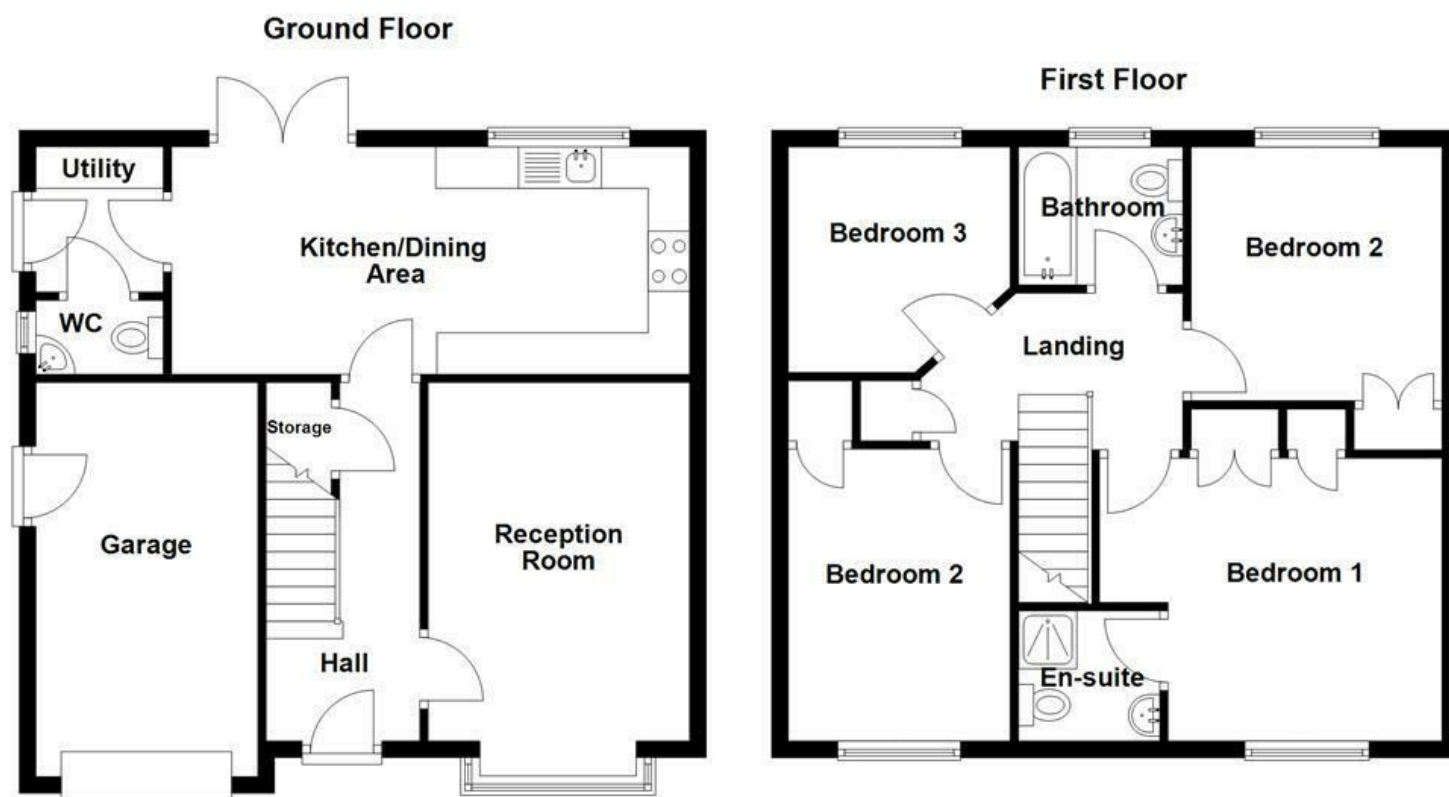 Ground Floor
Utility
Kitchen/Dining
Area
WC
Storage
Garage
Reception
Room
Hall
First Floor
Bedroom 3
Bathroom
Bedroom 2
Landing
Bedroom 2
Bedroom 1
En-suite